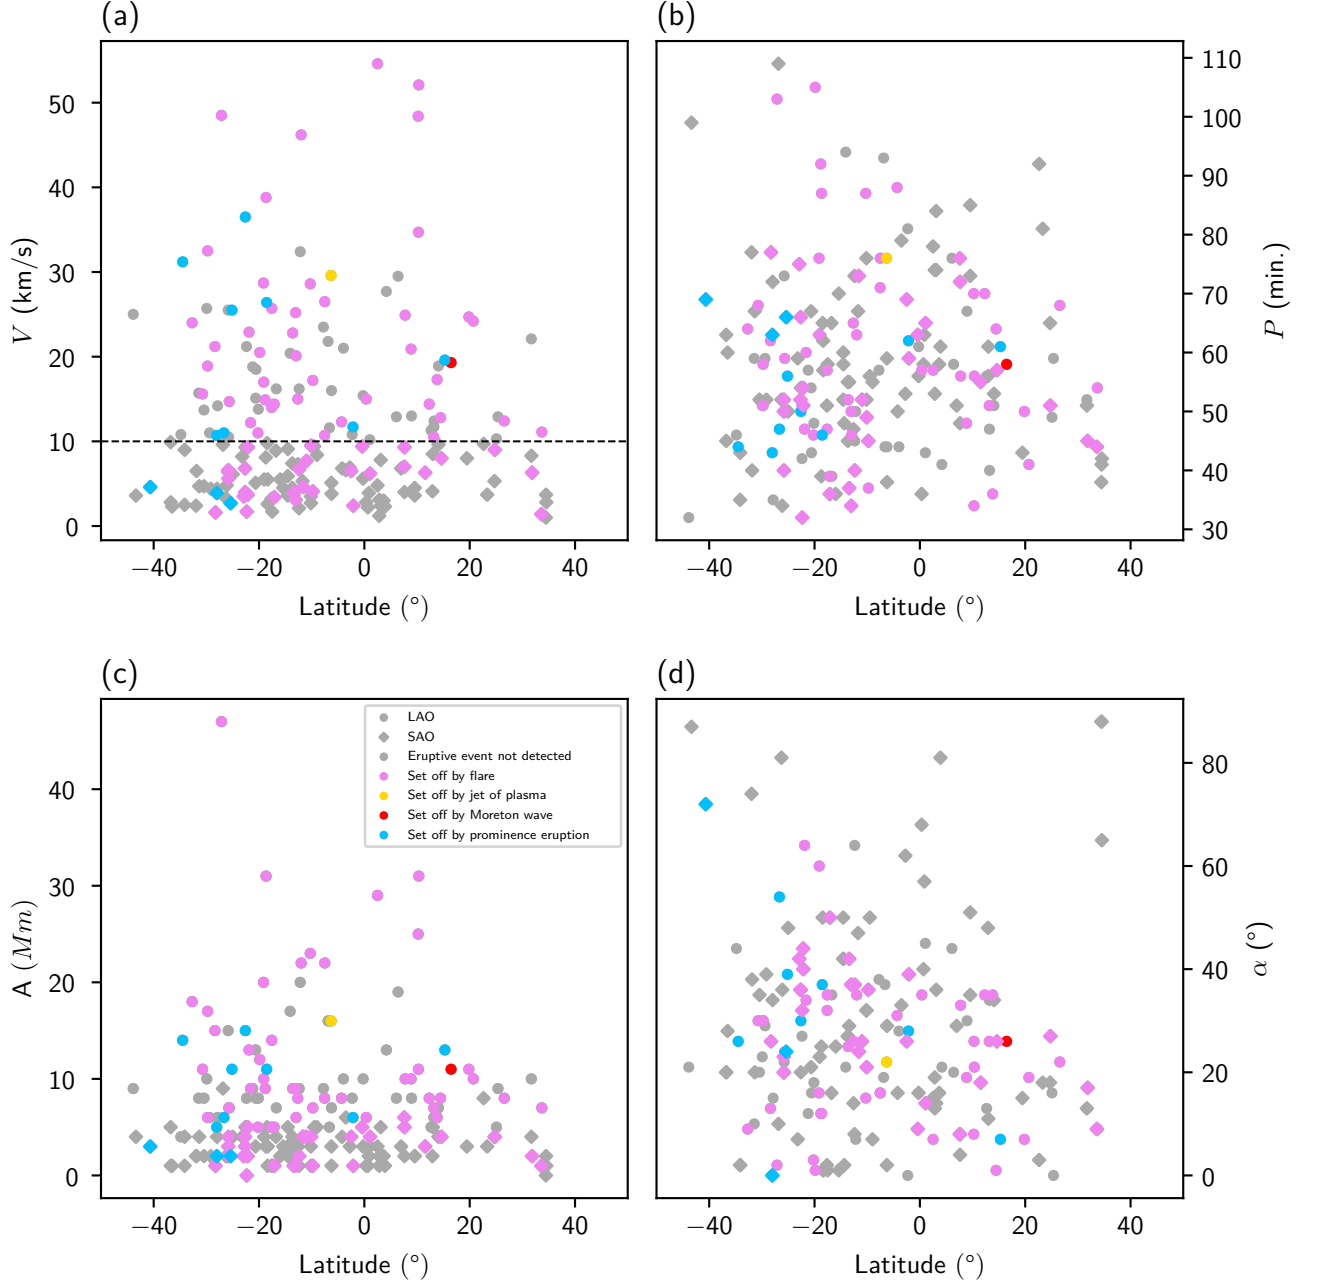 (a)
(b)
50
40
30
20
10
0
V (km/s)
−40
−20
0
20
40
Latitude (°)
110
100
90
80
70
60
50
40
30
P (min.)
−40
−20
0
20
40
Latitude (°)
(c)
(d)
40
30
20
10
0
A (Mm)
LAO
SAO
Eruptive event not detected
Set off by flare
Set off by jet of plasma
Set off by Moreton wave
Set off by prominence eruption
−40
−20
0
20
40
Latitude (°)
80
60
40
20
0
α (°)
−40
−20
0
20
40
Latitude (°)